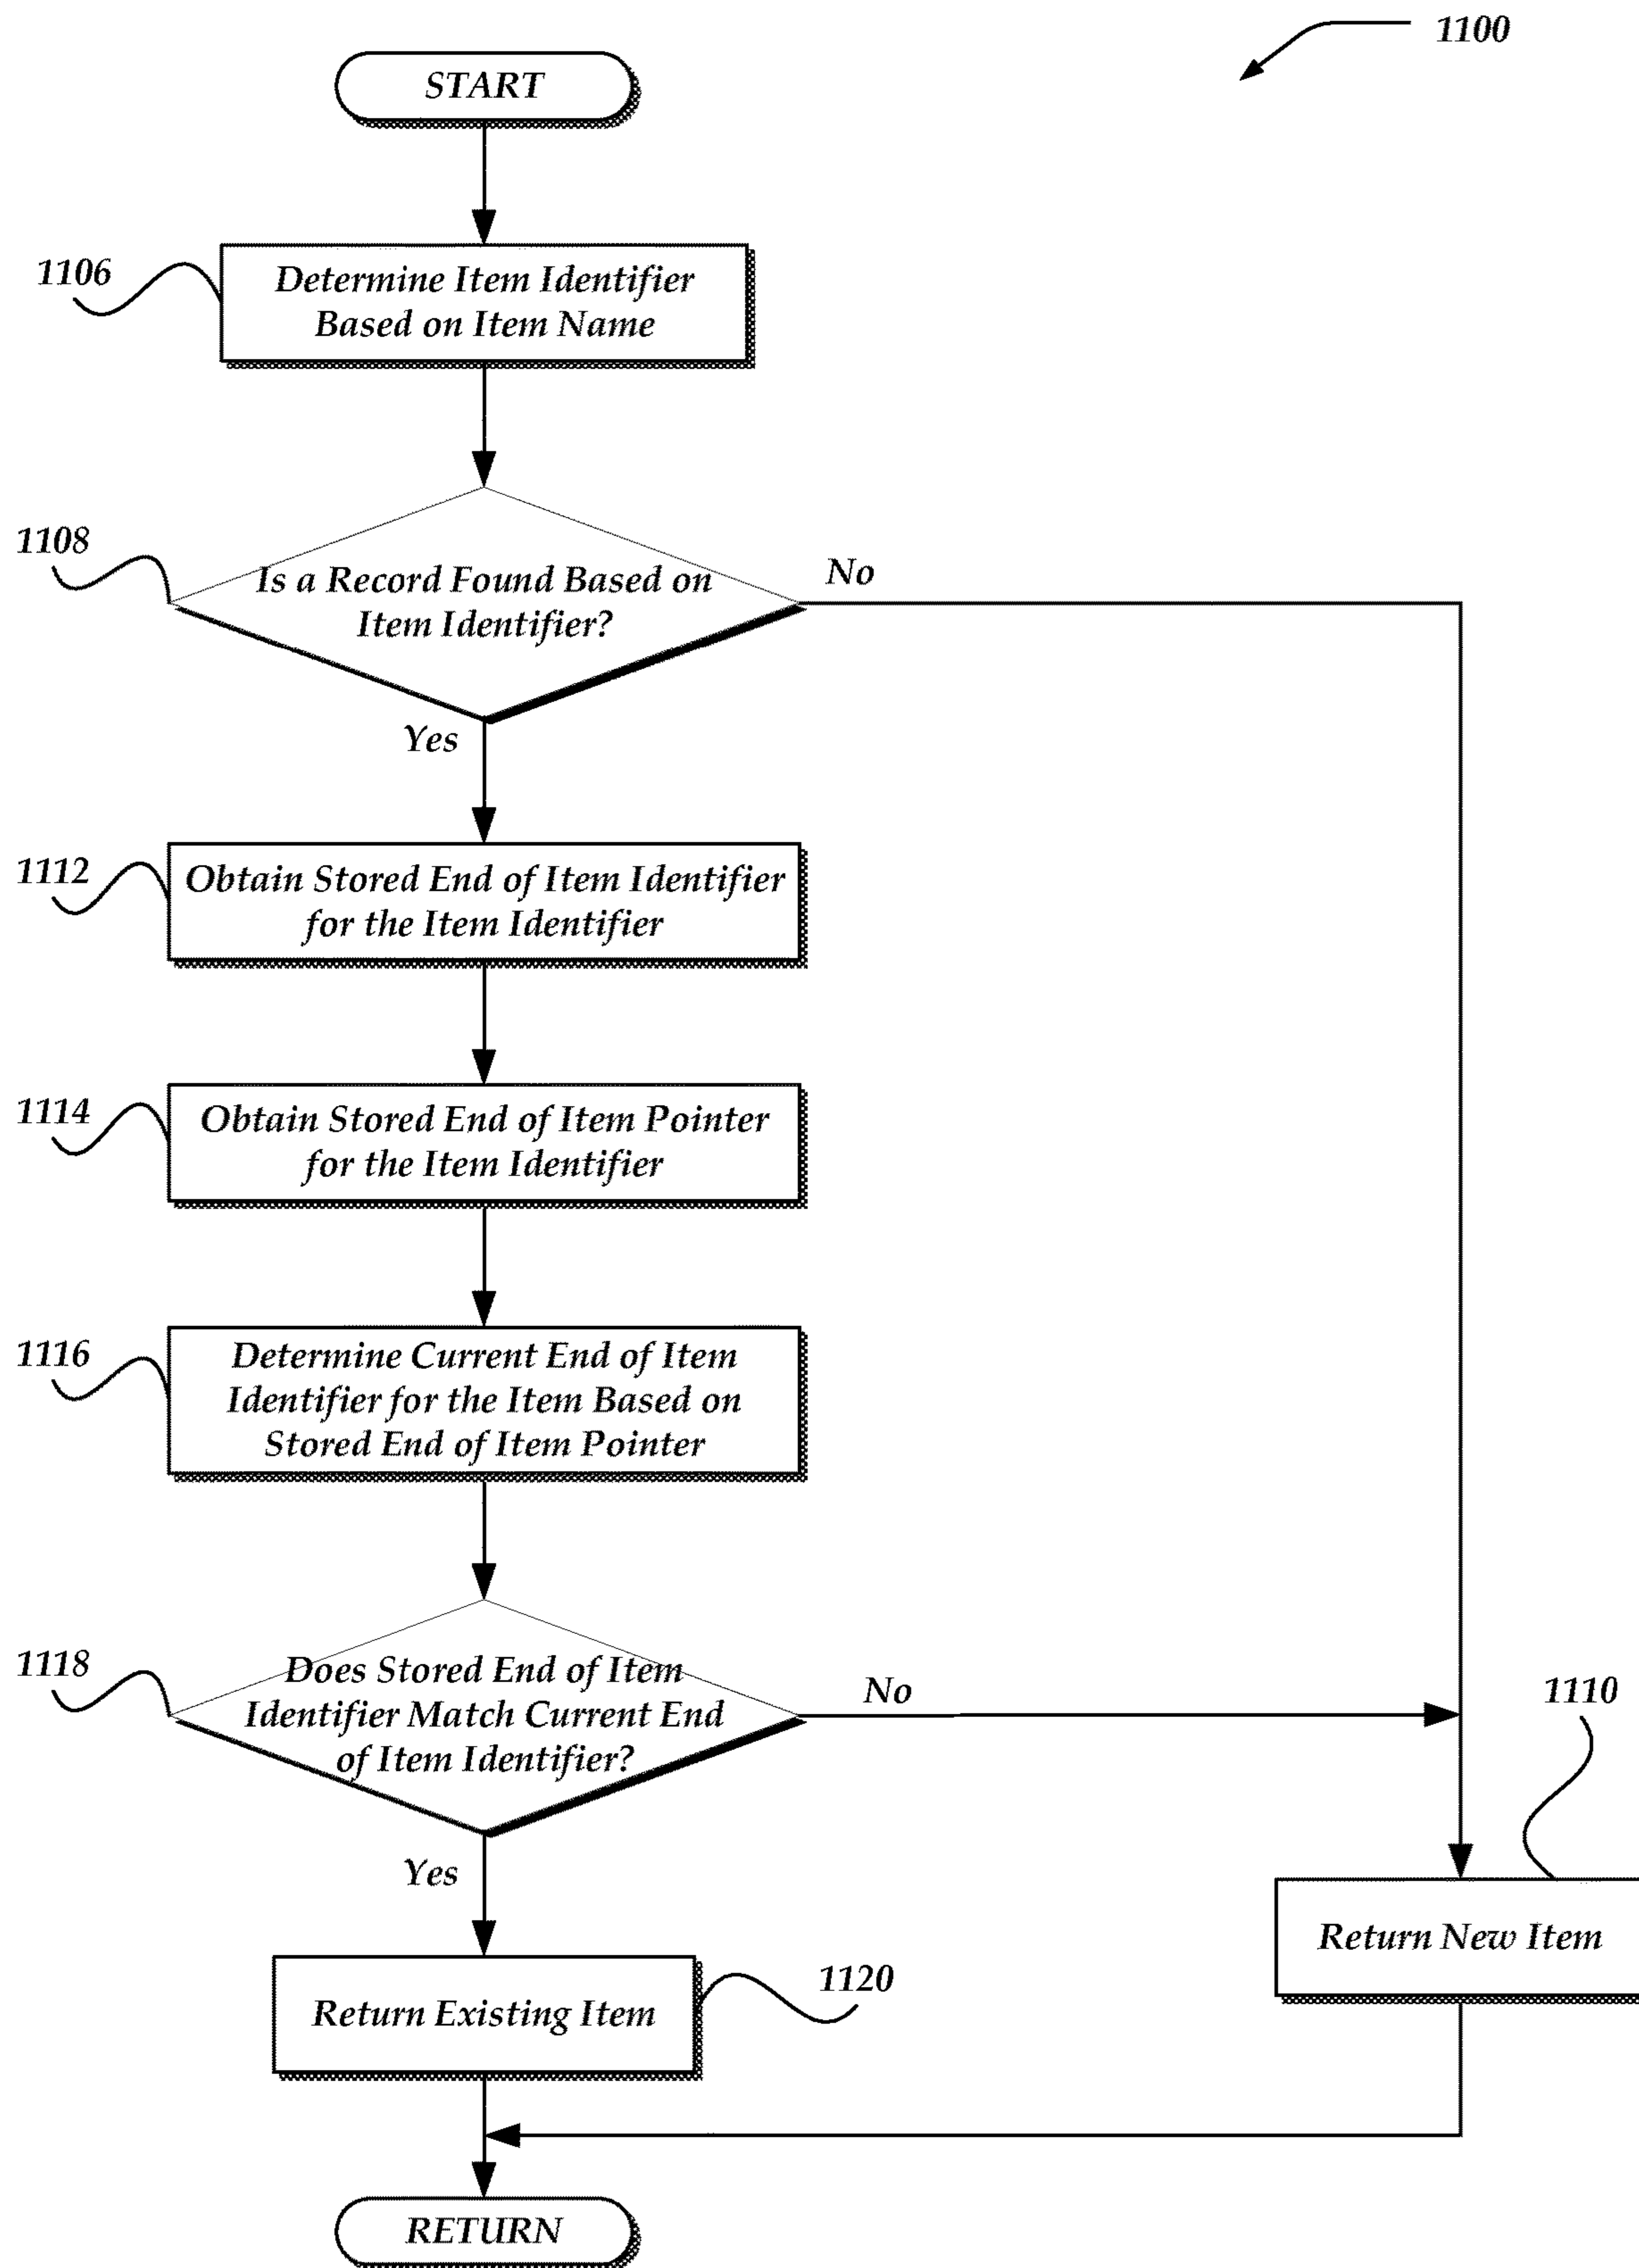 1100
START
1106
Determine Item Identifier
Based on Item Name
1108
Is a Record Found Based on
Item Identifier?
No
Yes
1112
Obtain Stored End of Item Identifier
for the Item Identifier
1114
Obtain Stored End of Item Pointer
for the Item Identifier
1116
Determine Current End of Item
Identifier for the Item Based on
Stored End of Item Pointer
1118
Does Stored End of Item
Identifier Match Current End
of Item Identifier?
No
1110
Yes
Return New Item
1120
Return Existing Item
RETURN